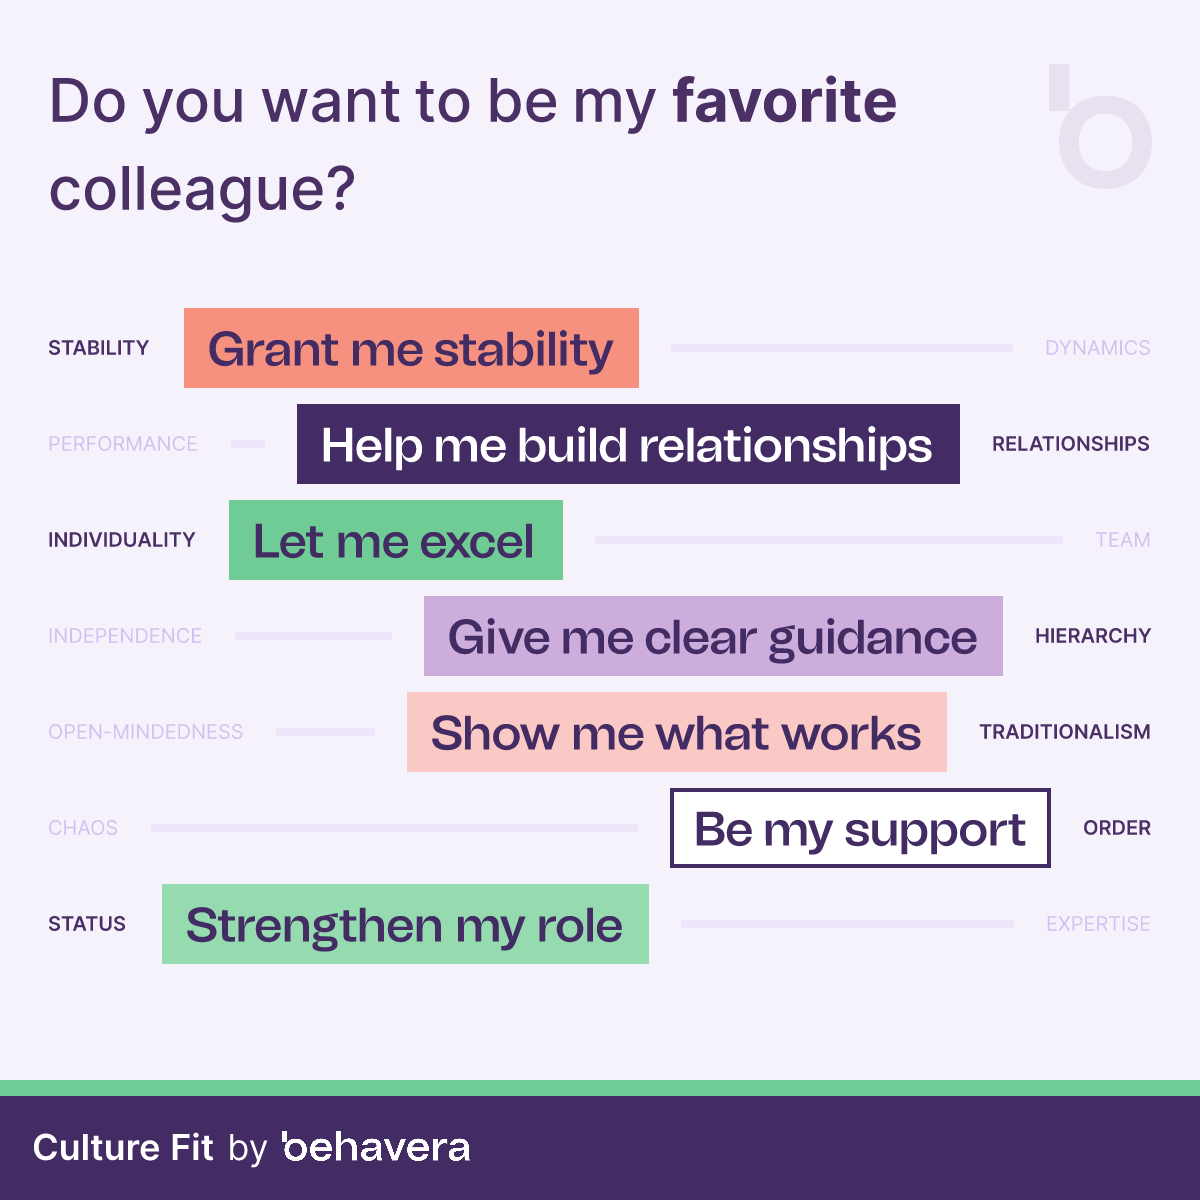 Do you want to be my favorite
colleague?
STABILITY Grant me stability DYNAMICS
PERFORMANCE Help me build relationships RELATIONSHIPS
INDIVIDUALITY Let me excel TEAM
INDEPENDENCE Give me clear guidance HIERARCHY
OPEN-MINDEDNESS Show me what works TRADITIONALISM
CHAOS Be my support ORDER
STATUS Strengthen my role EXPERTISE
Culture Fit by behavera